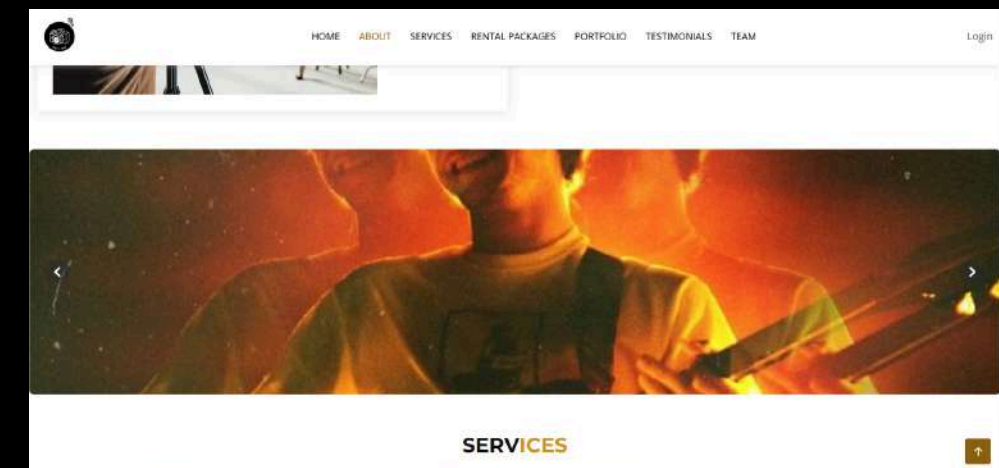 HOME ABOUT SERVICES RENTAL PACKAGES PORTFOLIO TESTIMONIALS TEAM Login
SERVICES